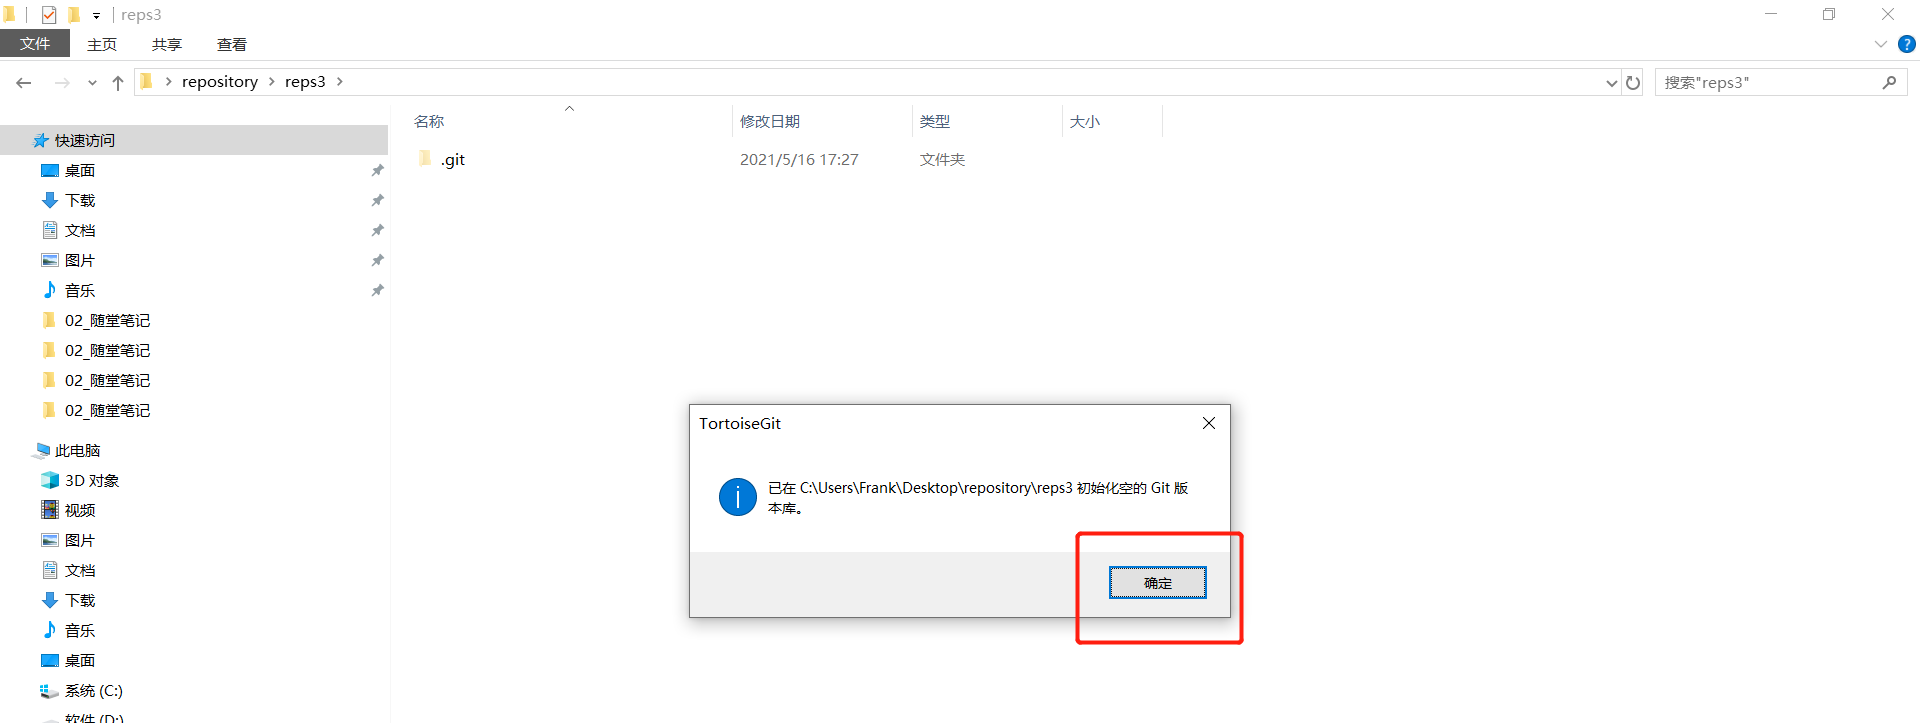 reps3
文件 主页 共享 查看
repository reps3
搜索"reps3"
名称 修改日期 类型 大小
.git 2021/5/16 17:27 文件夹
快速访问
桌面
下载
文档
图片
音乐
02_随堂笔记
02_随堂笔记
02_随堂笔记
02_随堂笔记
此电脑
3D 对象
视频
图片
文档
下载
音乐
桌面
系统 (C:)
软件 (D:)
TortoiseGit
已在 C:\Users\Frank\Desktop\repository\reps3 初始化空的 Git 版
本库。
确定